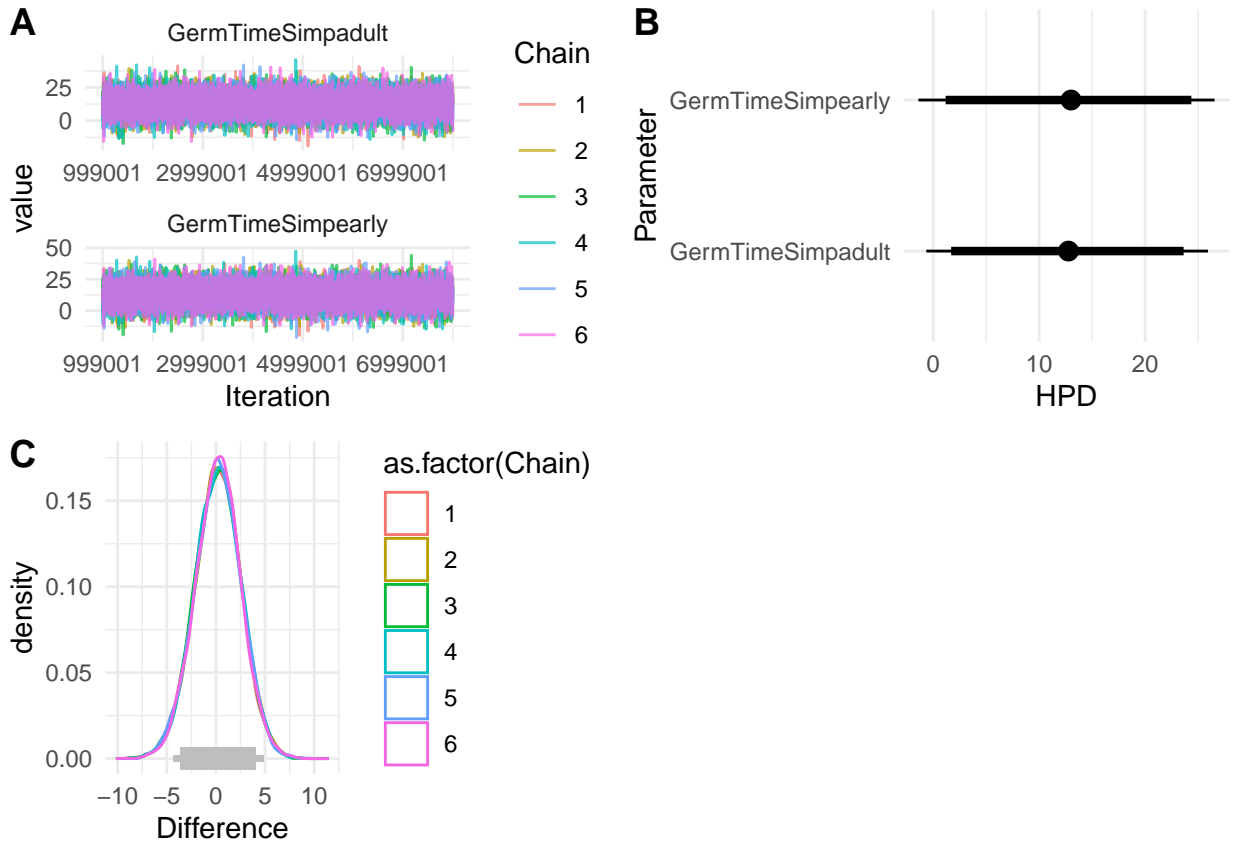 A
GermTimeSimpadult
25
0
999001 2999001 4999001 6999001
GermTimeSimpearly
50
25
0
999001 2999001 4999001 6999001
value
Iteration
Chain
1
2
3
4
5
6
B
Parameter
GermTimeSimpearly
GermTimeSimpadult
0 10 20
HPD
C
density
0.15
0.10
0.05
0.00
−10 −5 0 5 10
Difference
as.factor(Chain)
1
2
3
4
5
6